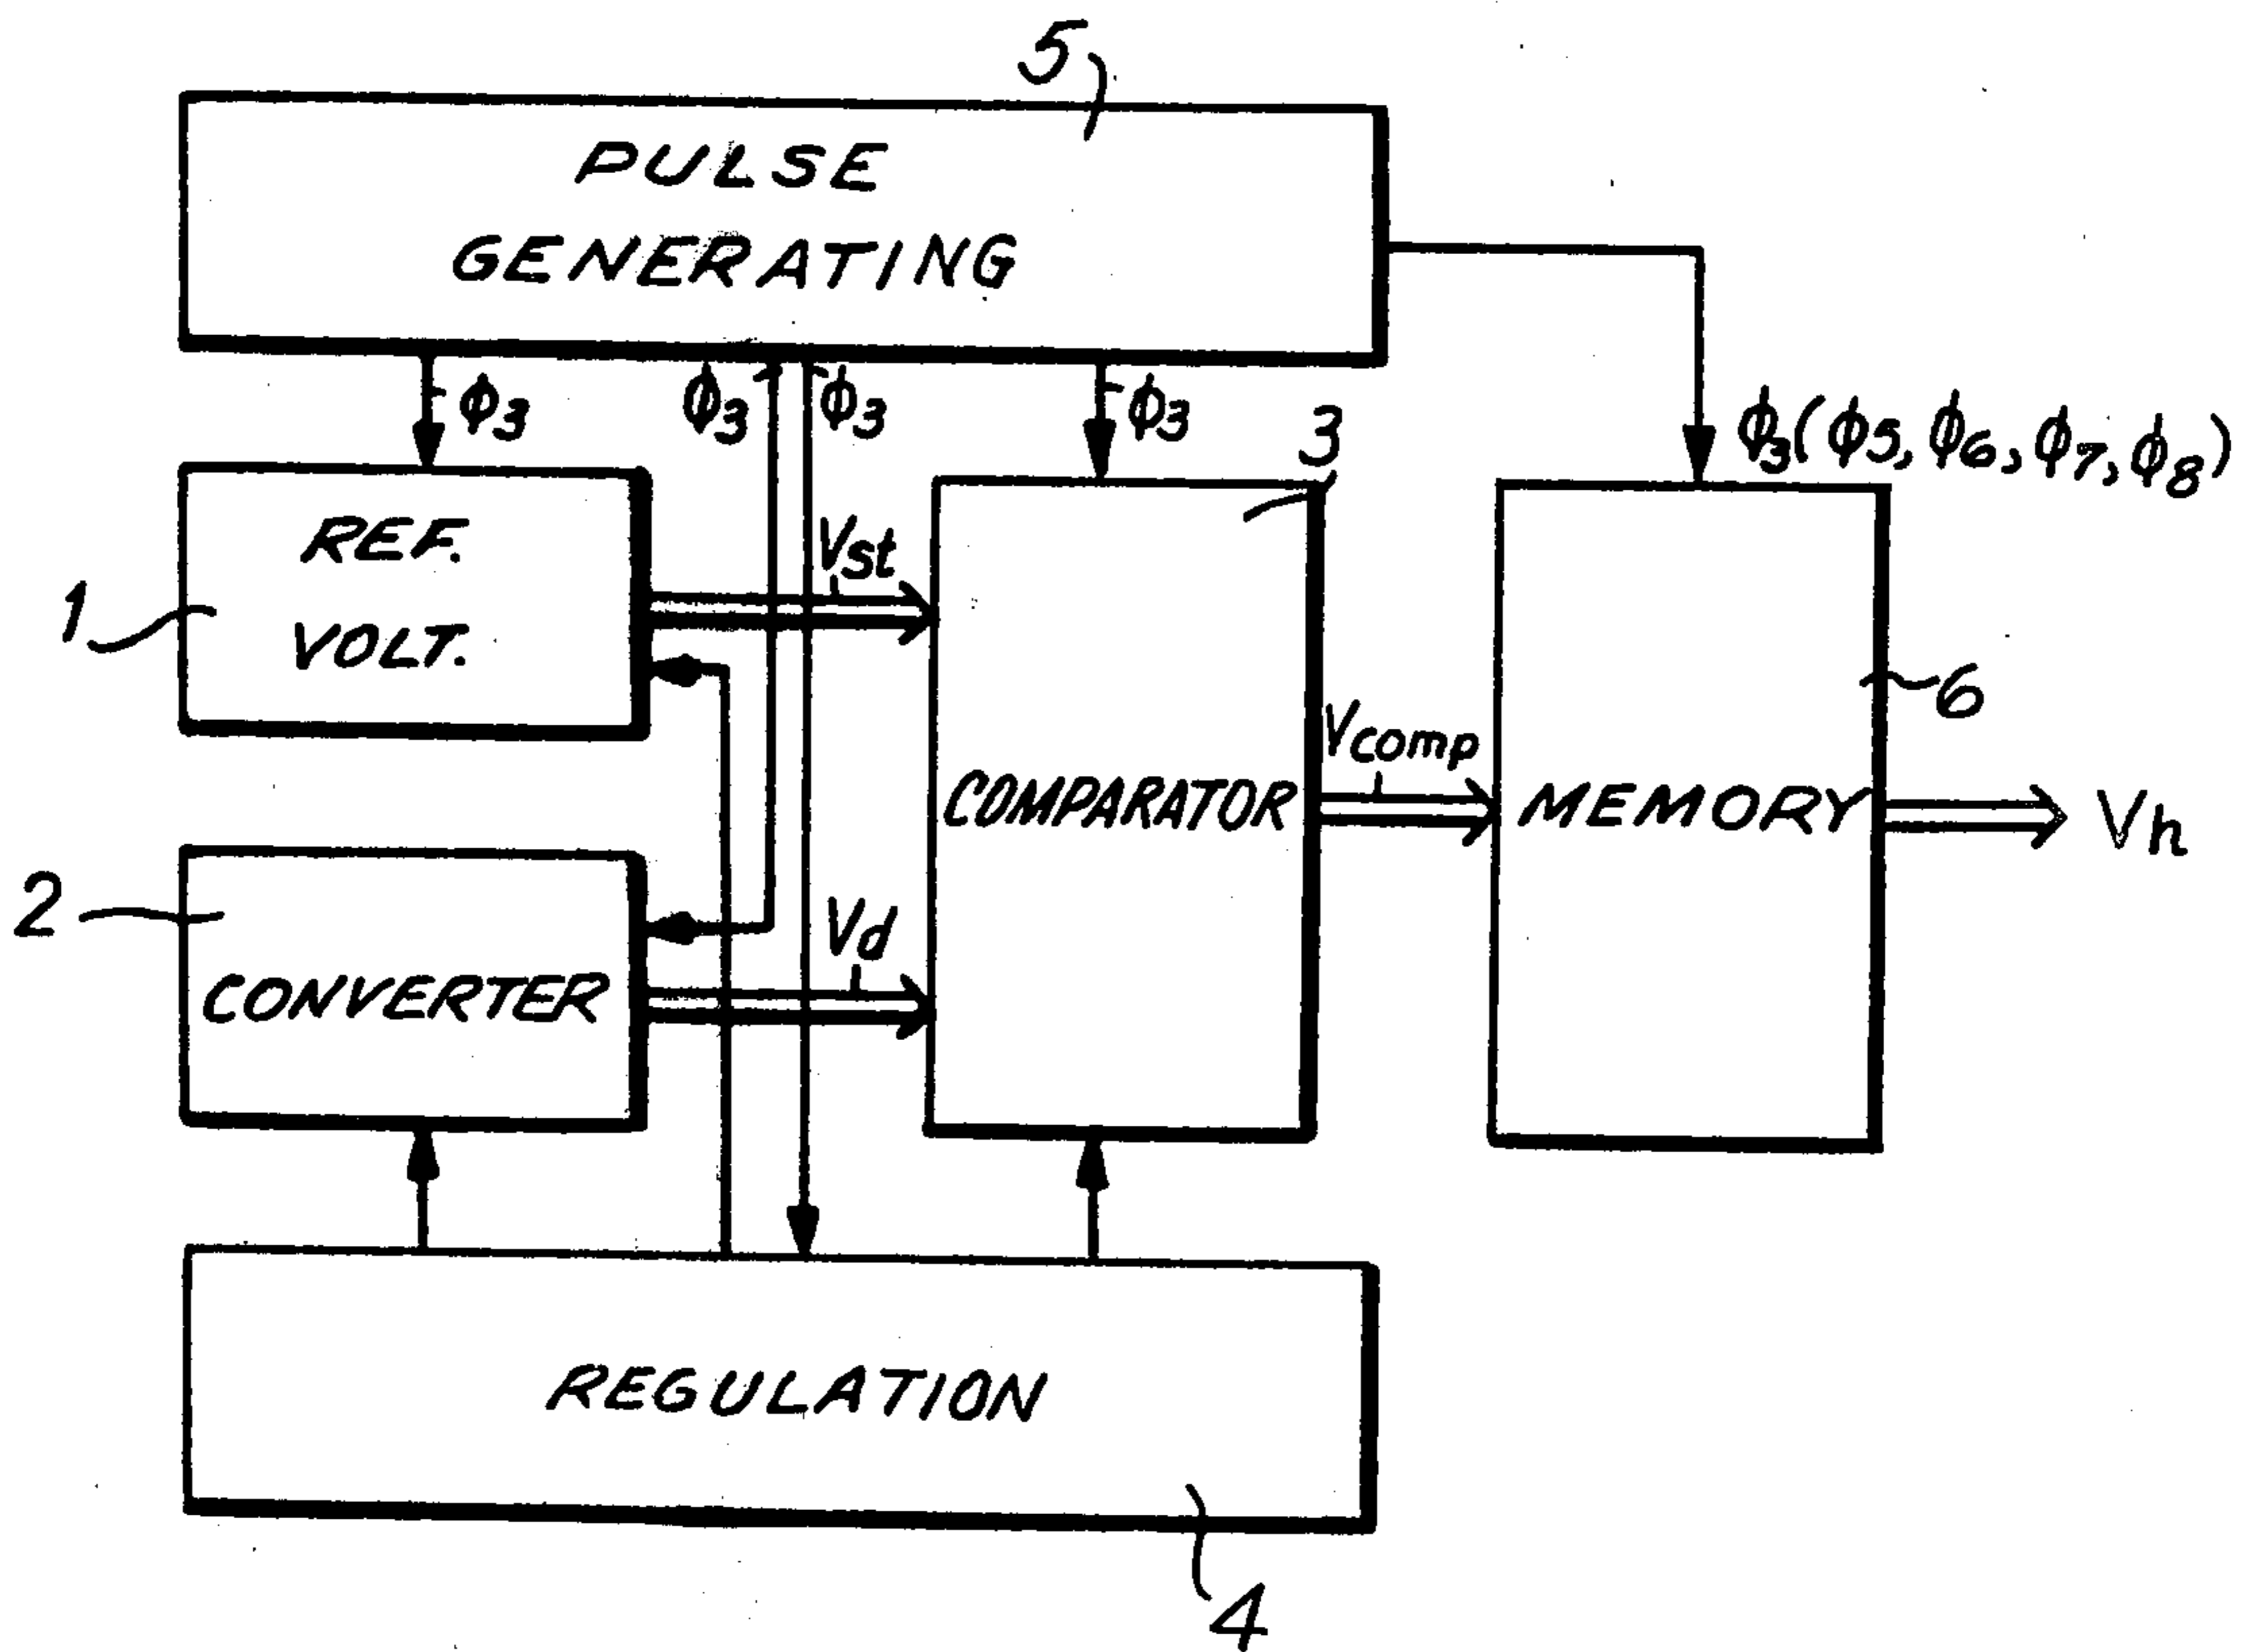 5
PULSE
GENERATING
ϕ3
ϕ3
ϕ3
ϕ3
ϕ3(ϕ5, ϕ6, ϕ7, ϕ8)
3
REF.
VOLT.
1
Vst
6
Vcomp
COMPARATOR
MEMORY
Vh
2
Vd
CONVERTER
REGULATION
4